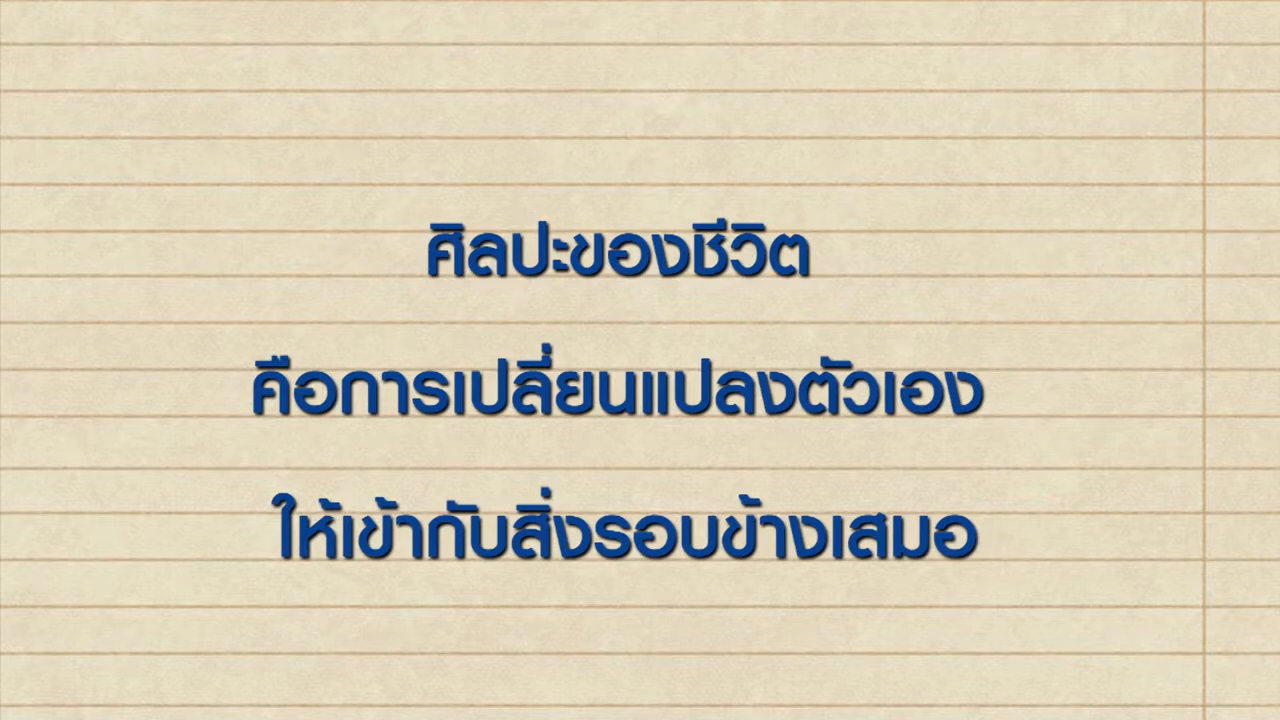 ศิลปะของชีวิต
คือการเปลี่ยนแปลงตัวเอง
ให้เข้ากับสิ่งรอบข้างเสมอ